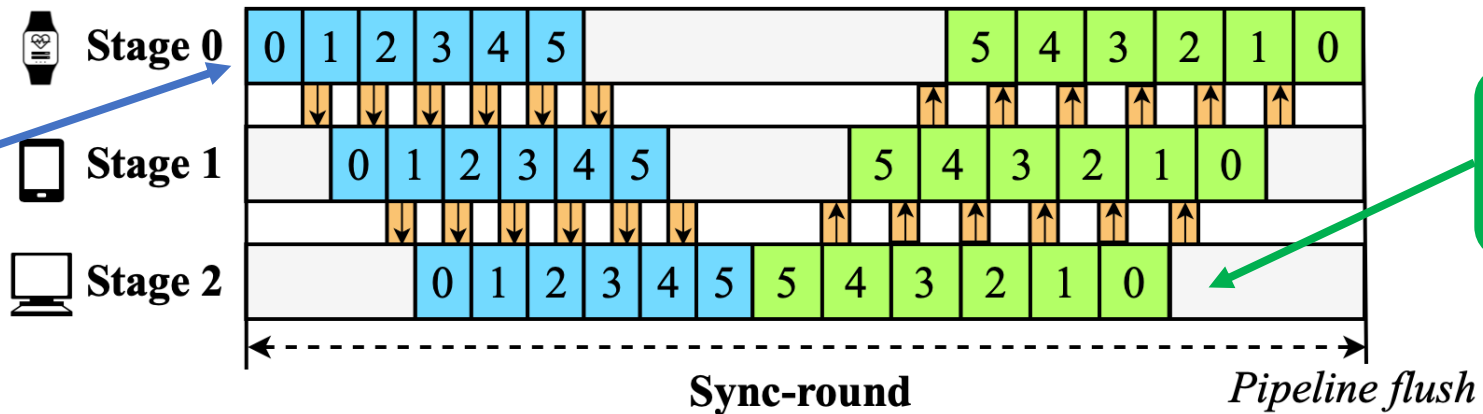 Stage 0 0 1 2 3 4 5 5 4 3 2 1 0
Stage 1 0 1 2 3 4 5 5 4 3 2 1 0
Stage 2 0 1 2 3 4 5 5 4 3 2 1 0
Sync-round Pipeline flush